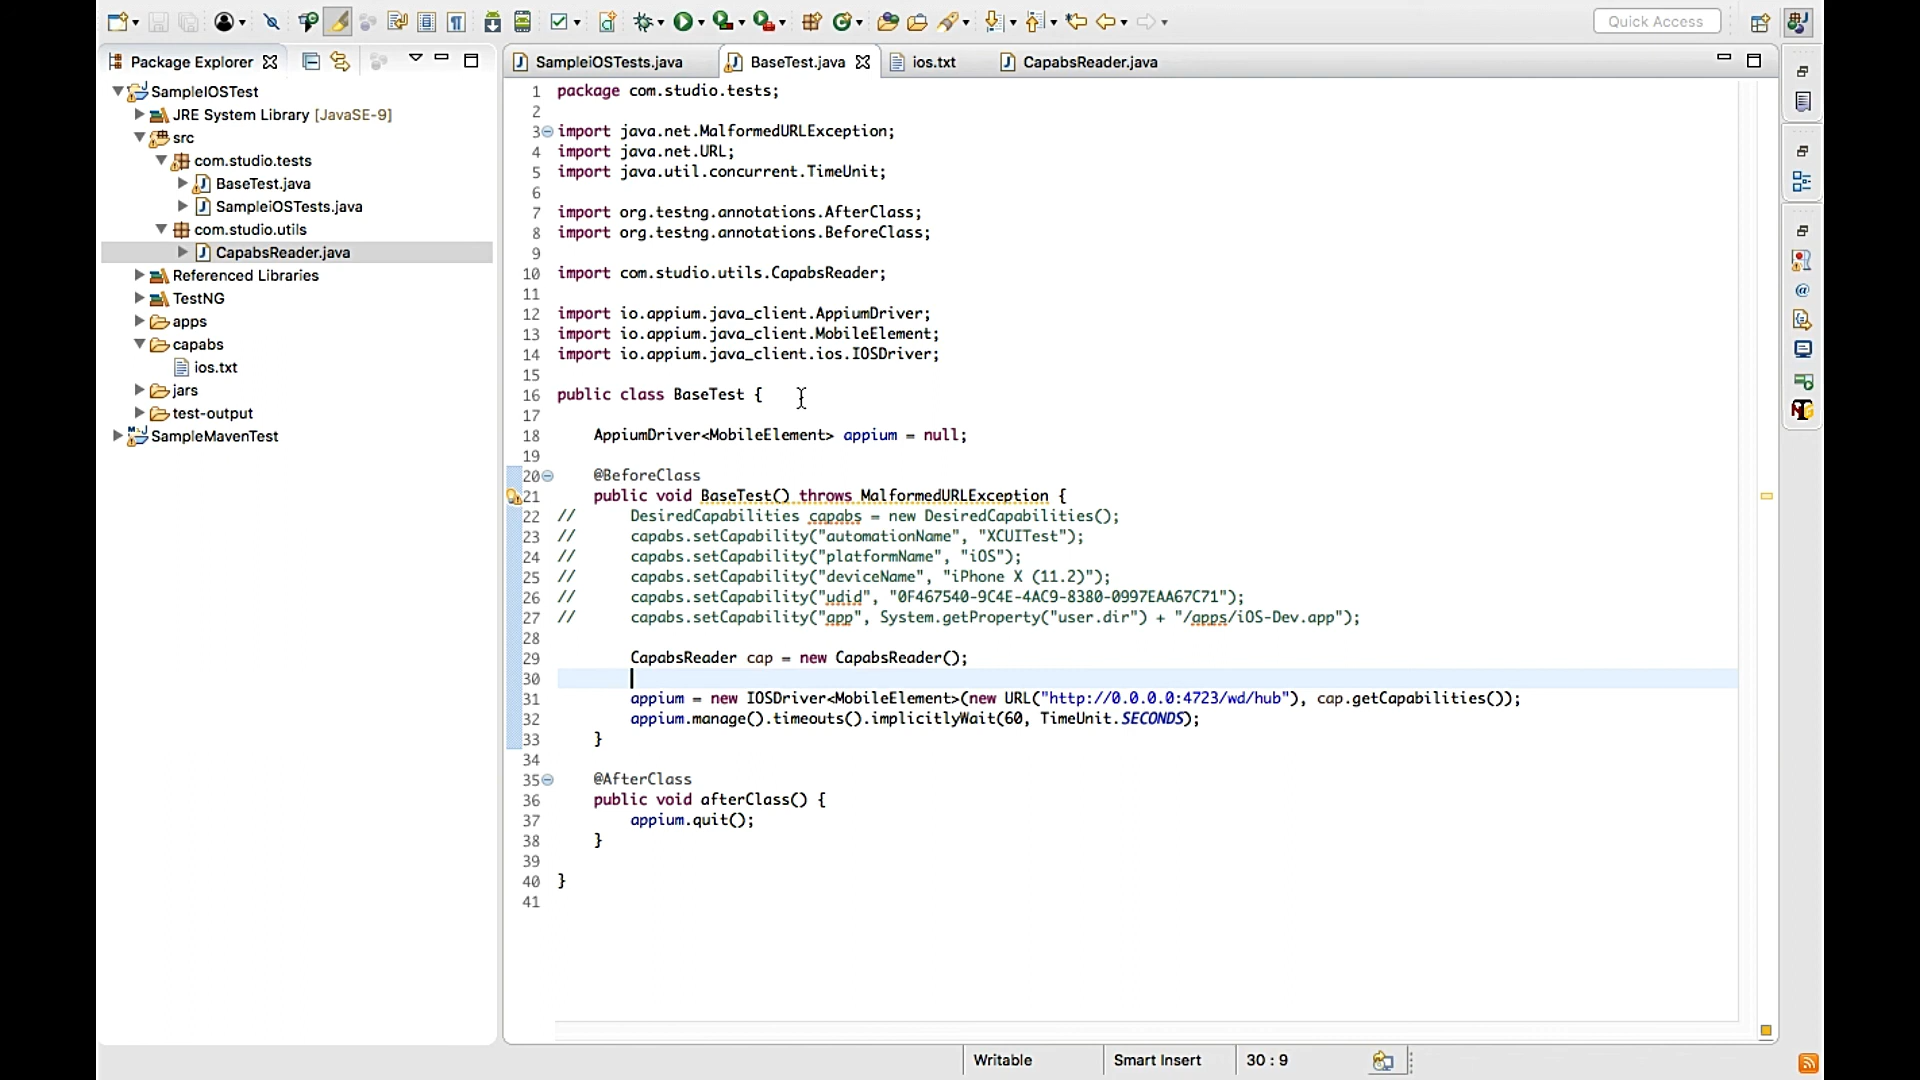 Quick Access
Package Explorer
SampleIOSTest
JRE System Library [JavaSE-9]
src
com.studio.tests
BaseTest.java
SampleiOSTests.java
com.studio.utils
CapabsReader.java
Referenced Libraries
TestNG
apps
capabs
ios.txt
jars
test-output
SampleMavenTest
SampleiOSTests.java
BaseTest.java
ios.txt
CapabsReader.java
1 package com.studio.tests;
2
3 import java.net.MalformedURLException;
4 import java.net.URL;
5 import java.util.concurrent.TimeUnit;
6
7 import org.testng.annotations.AfterClass;
8 import org.testng.annotations.BeforeClass;
9
10 import com.studio.utils.CapabsReader;
11
12 import io.appium.java_client.AppiumDriver;
13 import io.appium.java_client.MobileElement;
14 import io.appium.java_client.ios.IOSDriver;
15
16 public class BaseTest {
17
18 AppiumDriver<MobileElement> appium = null;
19
20 @BeforeClass
21 public void BaseTest() throws MalformedURLException {
22 // DesiredCapabilities capabs = new DesiredCapabilities();
23 // capabs.setCapability("automationName", "XCUITest");
24 // capabs.setCapability("platformName", "iOS");
25 // capabs.setCapability("deviceName", "iPhone X (11.2)");
26 // capabs.setCapability("udid", "0F467540-9C4E-4AC9-8380-0997EAA67C71");
27 // capabs.setCapability("app", System.getProperty("user.dir") + "/apps/iOS-Dev.app");
28
29 CapabsReader cap = new CapabsReader();
30
31 appium = new IOSDriver<MobileElement>(new URL("http://0.0.0.0:4723/wd/hub"), cap.getCapabilities());
32 appium.manage().timeouts().implicitlyWait(60, TimeUnit.SECONDS);
33 }
34
35 @AfterClass
36 public void afterClass() {
37 appium.quit();
38 }
39
40 }
41
Writable
Smart Insert
30 : 9